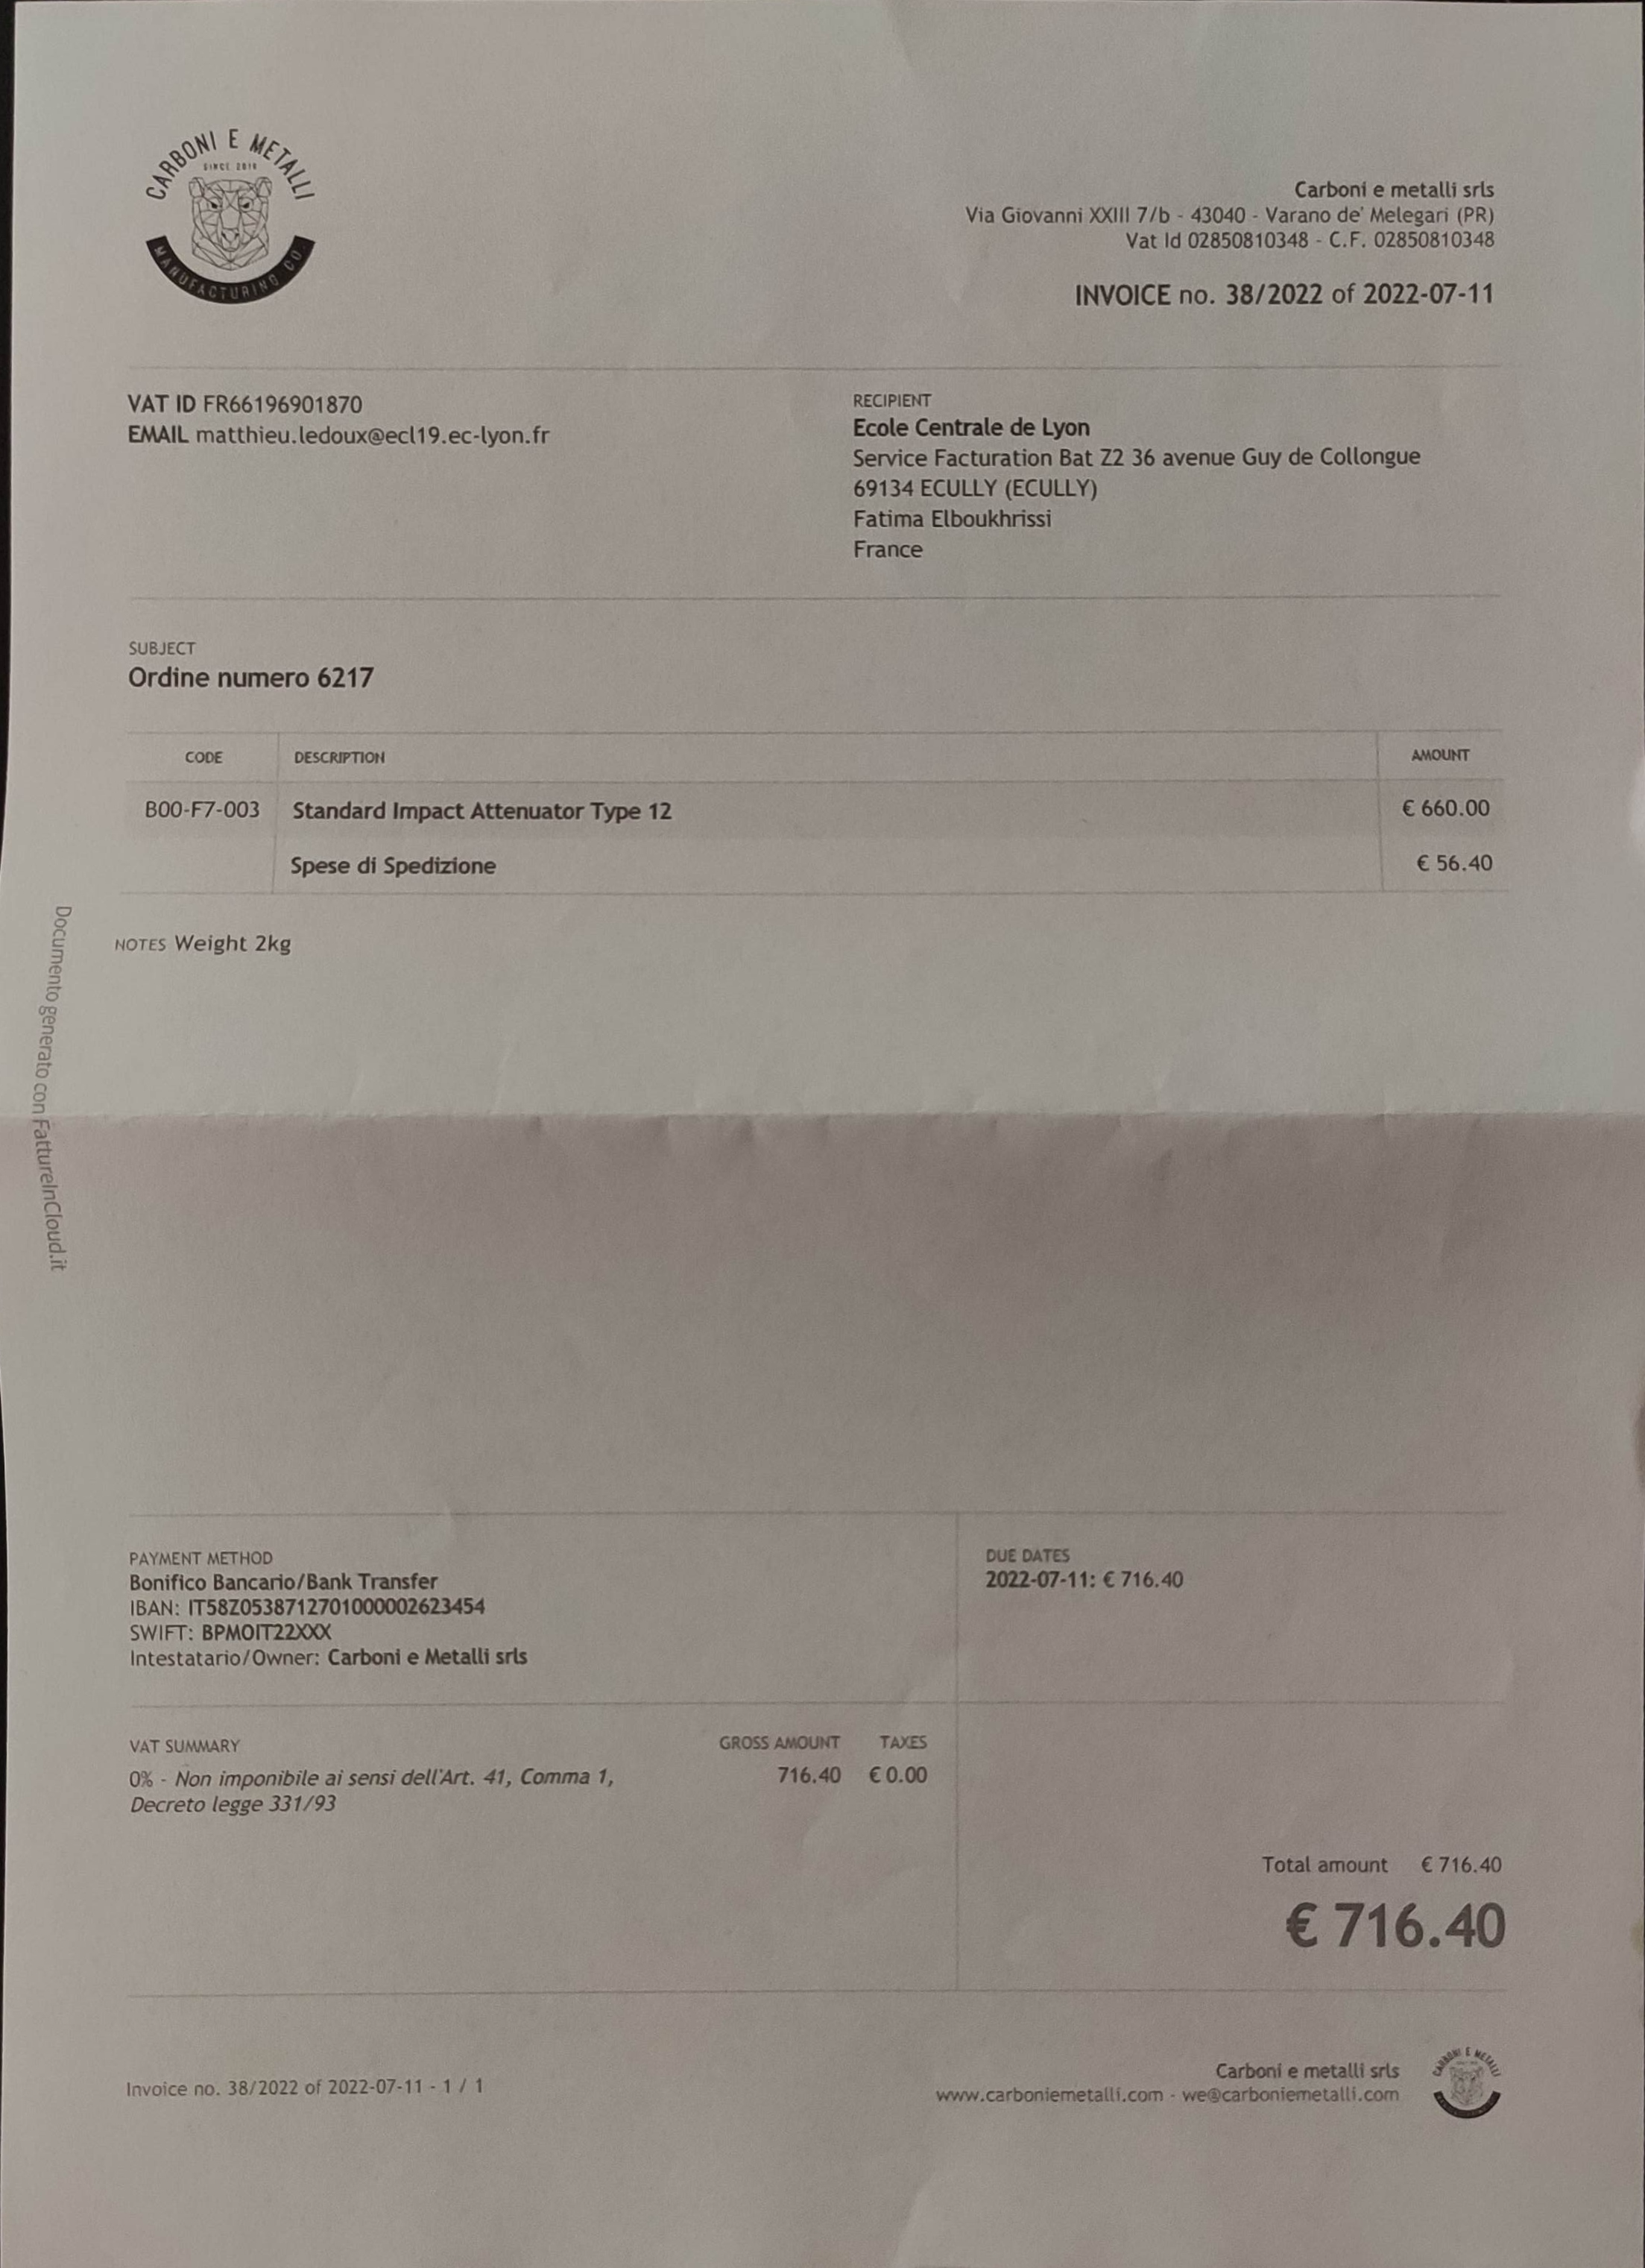 CARBONI E METALLI
SINCE 2018
MANUFACTURING CO.
Carboni e metalli srls
Via Giovanni XXIII 7/b - 43040 - Varano de' Melegari (PR)
Vat Id 02850810348 - C.F. 02850810348
INVOICE no. 38/2022 of 2022-07-11
VAT ID FR66196901870
EMAIL matthieu.ledoux@ecl19.ec-lyon.fr
RECIPIENT
Ecole Centrale de Lyon
Service Facturation Bat Z2 36 avenue Guy de Collongue
69134 ECULLY (ECULLY)
Fatima Elboukhrissi
France
SUBJECT
Ordine numero 6217
CODE DESCRIPTION AMOUNT
B00-F7-003 Standard Impact Attenuator Type 12 € 660.00
Spese di Spedizione € 56.40
NOTES Weight 2kg
Documento generato con FattureInCloud.it
PAYMENT METHOD
Bonifico Bancario/Bank Transfer
IBAN: IT58Z0538712701000002623454
SWIFT: BPMOIT22XXX
Intestatario/Owner: Carboni e Metalli srls
DUE DATES
2022-07-11: € 716.40
VAT SUMMARY GROSS AMOUNT TAXES
0% - Non imponibile ai sensi dell'Art. 41, Comma 1, 716.40 € 0.00
Decreto legge 331/93
Total amount € 716.40
€ 716.40
Invoice no. 38/2022 of 2022-07-11 - 1 / 1
Carboni e metalli srls
www.carboniemetalli.com - we@carboniemetalli.com
CARBONI E METALLI